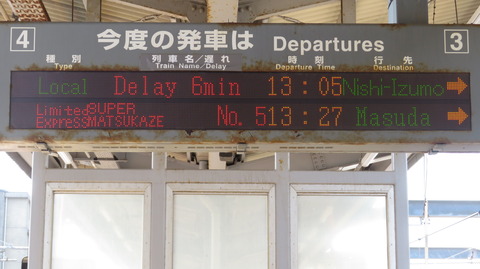 4 今度の発車は Departures 3
種別 列車名/遅れ 時刻 行先
Type Train Name/Delay Departure Time Destination
Local Delay 6min 13:05 Nishi-Izumo →
Limited Express SUPER MATSUKAZE No. 5 13:27 Masuda →